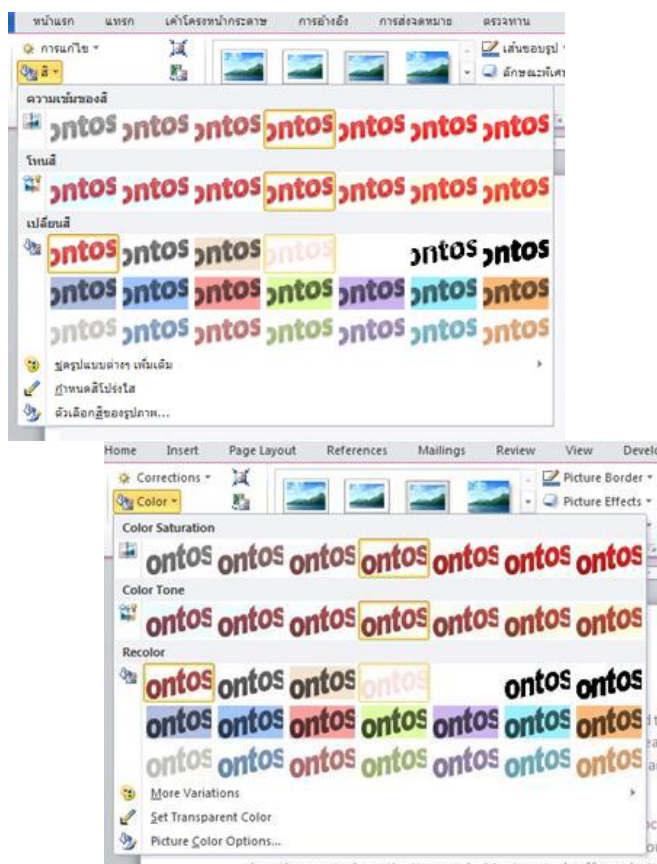 หน้าแรก แทรก เค้าโครงหน้ากระดาษ การอ้างอิง การส่งจดหมาย ตรวจทาน
การแก้ไข เส้นขอบรูป
สี
ความเข้มของสี
ontos ontos ontos ontos ontos ontos ontos
โทนสี
ontos ontos ontos ontos ontos ontos ontos
เปลี่ยนสี
ontos ontos ontos ontos ontos ontos
ontos ontos ontos ontos ontos ontos ontos
ontos ontos ontos ontos ontos ontos ontos
ชุดรูปแบบต่างๆ เพิ่มเติม
กำหนดสีโปร่งใส
ตัวเลือกสีของรูปภาพ...
Home Insert Page Layout References Mailings Review View Develo
Corrections Picture Border
Color Picture Effects
Color Saturation
ontos ontos ontos ontos ontos ontos ontos
Color Tone
ontos ontos ontos ontos ontos ontos ontos
Recolor
ontos ontos ontos ontos ontos ontos
ontos ontos ontos ontos ontos ontos ontos
ontos ontos ontos ontos ontos ontos ontos
More Variations
Set Transparent Color
Picture Color Options...